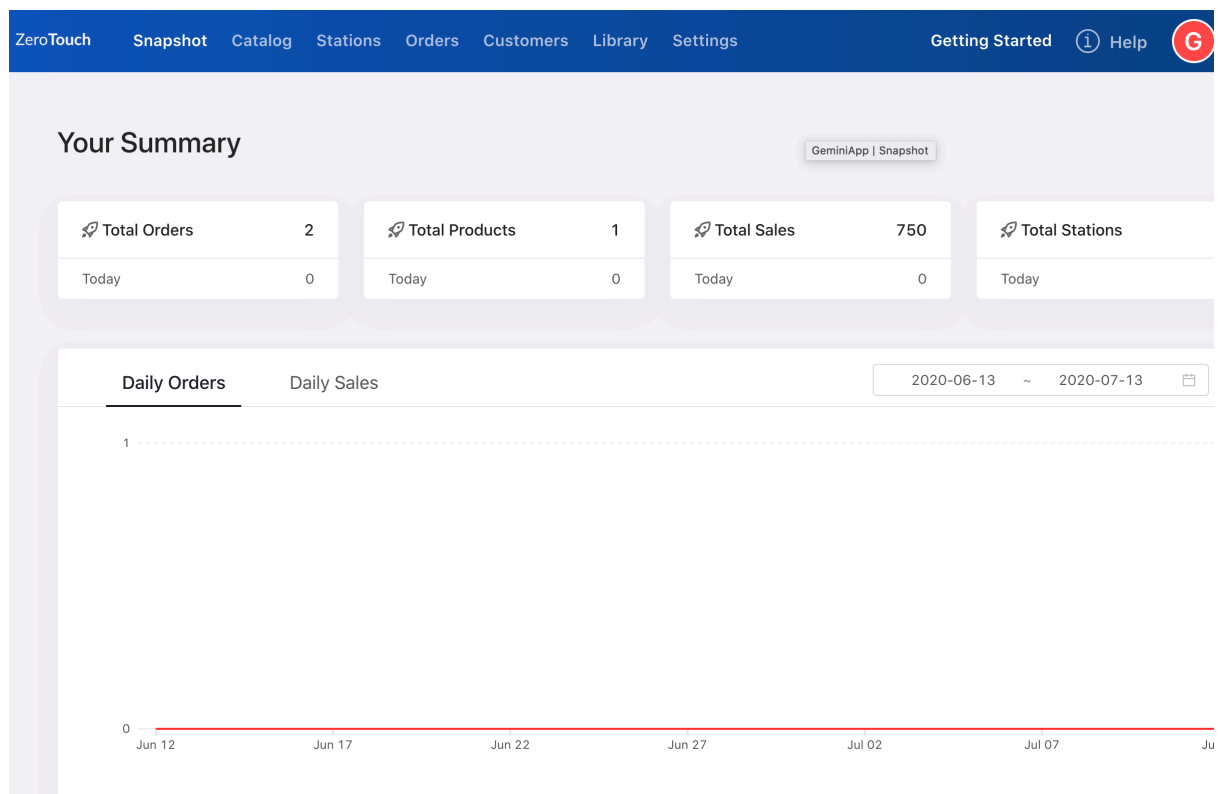 ZeroTouch Snapshot Catalog Stations Orders Customers Library Settings Getting Started i Help G
Your Summary
GeminiApp | Snapshot
Total Orders 2 Total Products 1 Total Sales 750 Total Stations
Today 0 Today 0 Today 0 Today
Daily Orders Daily Sales 2020-06-13 ~ 2020-07-13
1
0
Jun 12 Jun 17 Jun 22 Jun 27 Jul 02 Jul 07 Ju